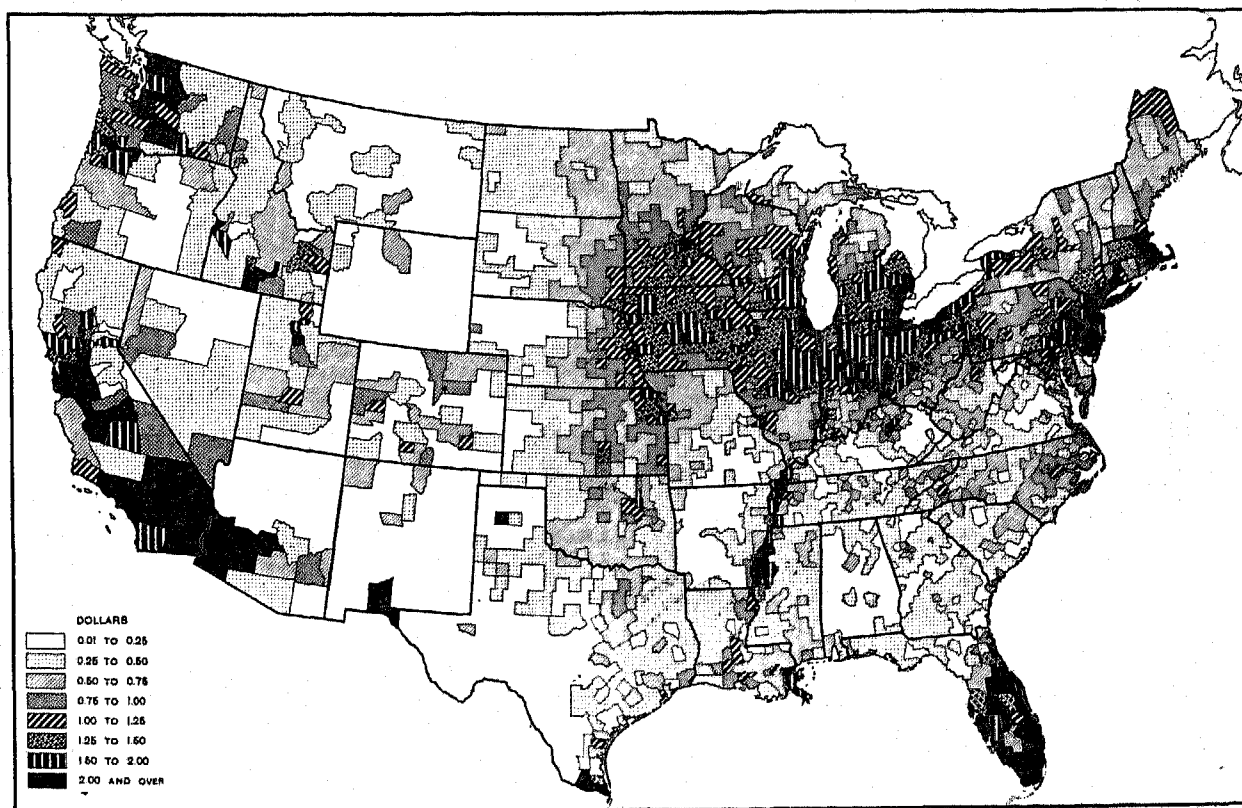 DOLLARS
0.01 TO 0.25
0.25 TO 0.50
0.50 TO 0.75
0.75 TO 1.00
1.00 TO 1.25
1.25 TO 1.50
1.50 TO 2.00
2.00 AND OVER